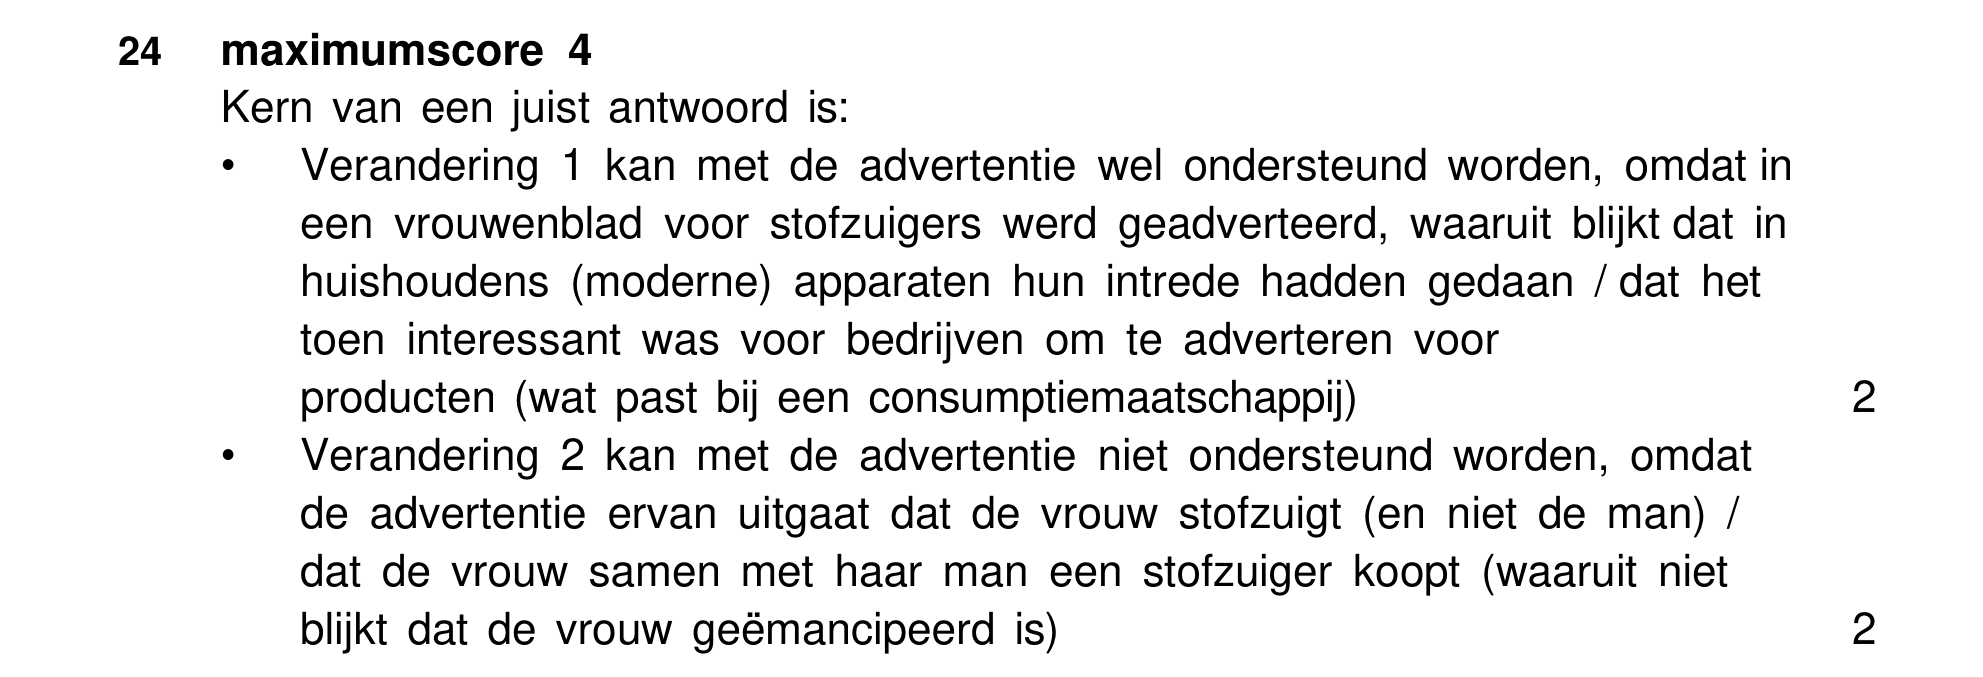 24 maximumscore 4
Kern van een juist antwoord is:
• Verandering 1 kan met de advertentie wel ondersteund worden, omdat in
een vrouwenblad voor stofzuigers werd geadverteerd, waaruit blijkt dat in
huishoudens (moderne) apparaten hun intrede hadden gedaan / dat het
toen interessant was voor bedrijven om te adverteren voor
producten (wat past bij een consumptiemaatschappij) 2
• Verandering 2 kan met de advertentie niet ondersteund worden, omdat
de advertentie ervan uitgaat dat de vrouw stofzuigt (en niet de man) /
dat de vrouw samen met haar man een stofzuiger koopt (waaruit niet
blijkt dat de vrouw geëmancipeerd is) 2